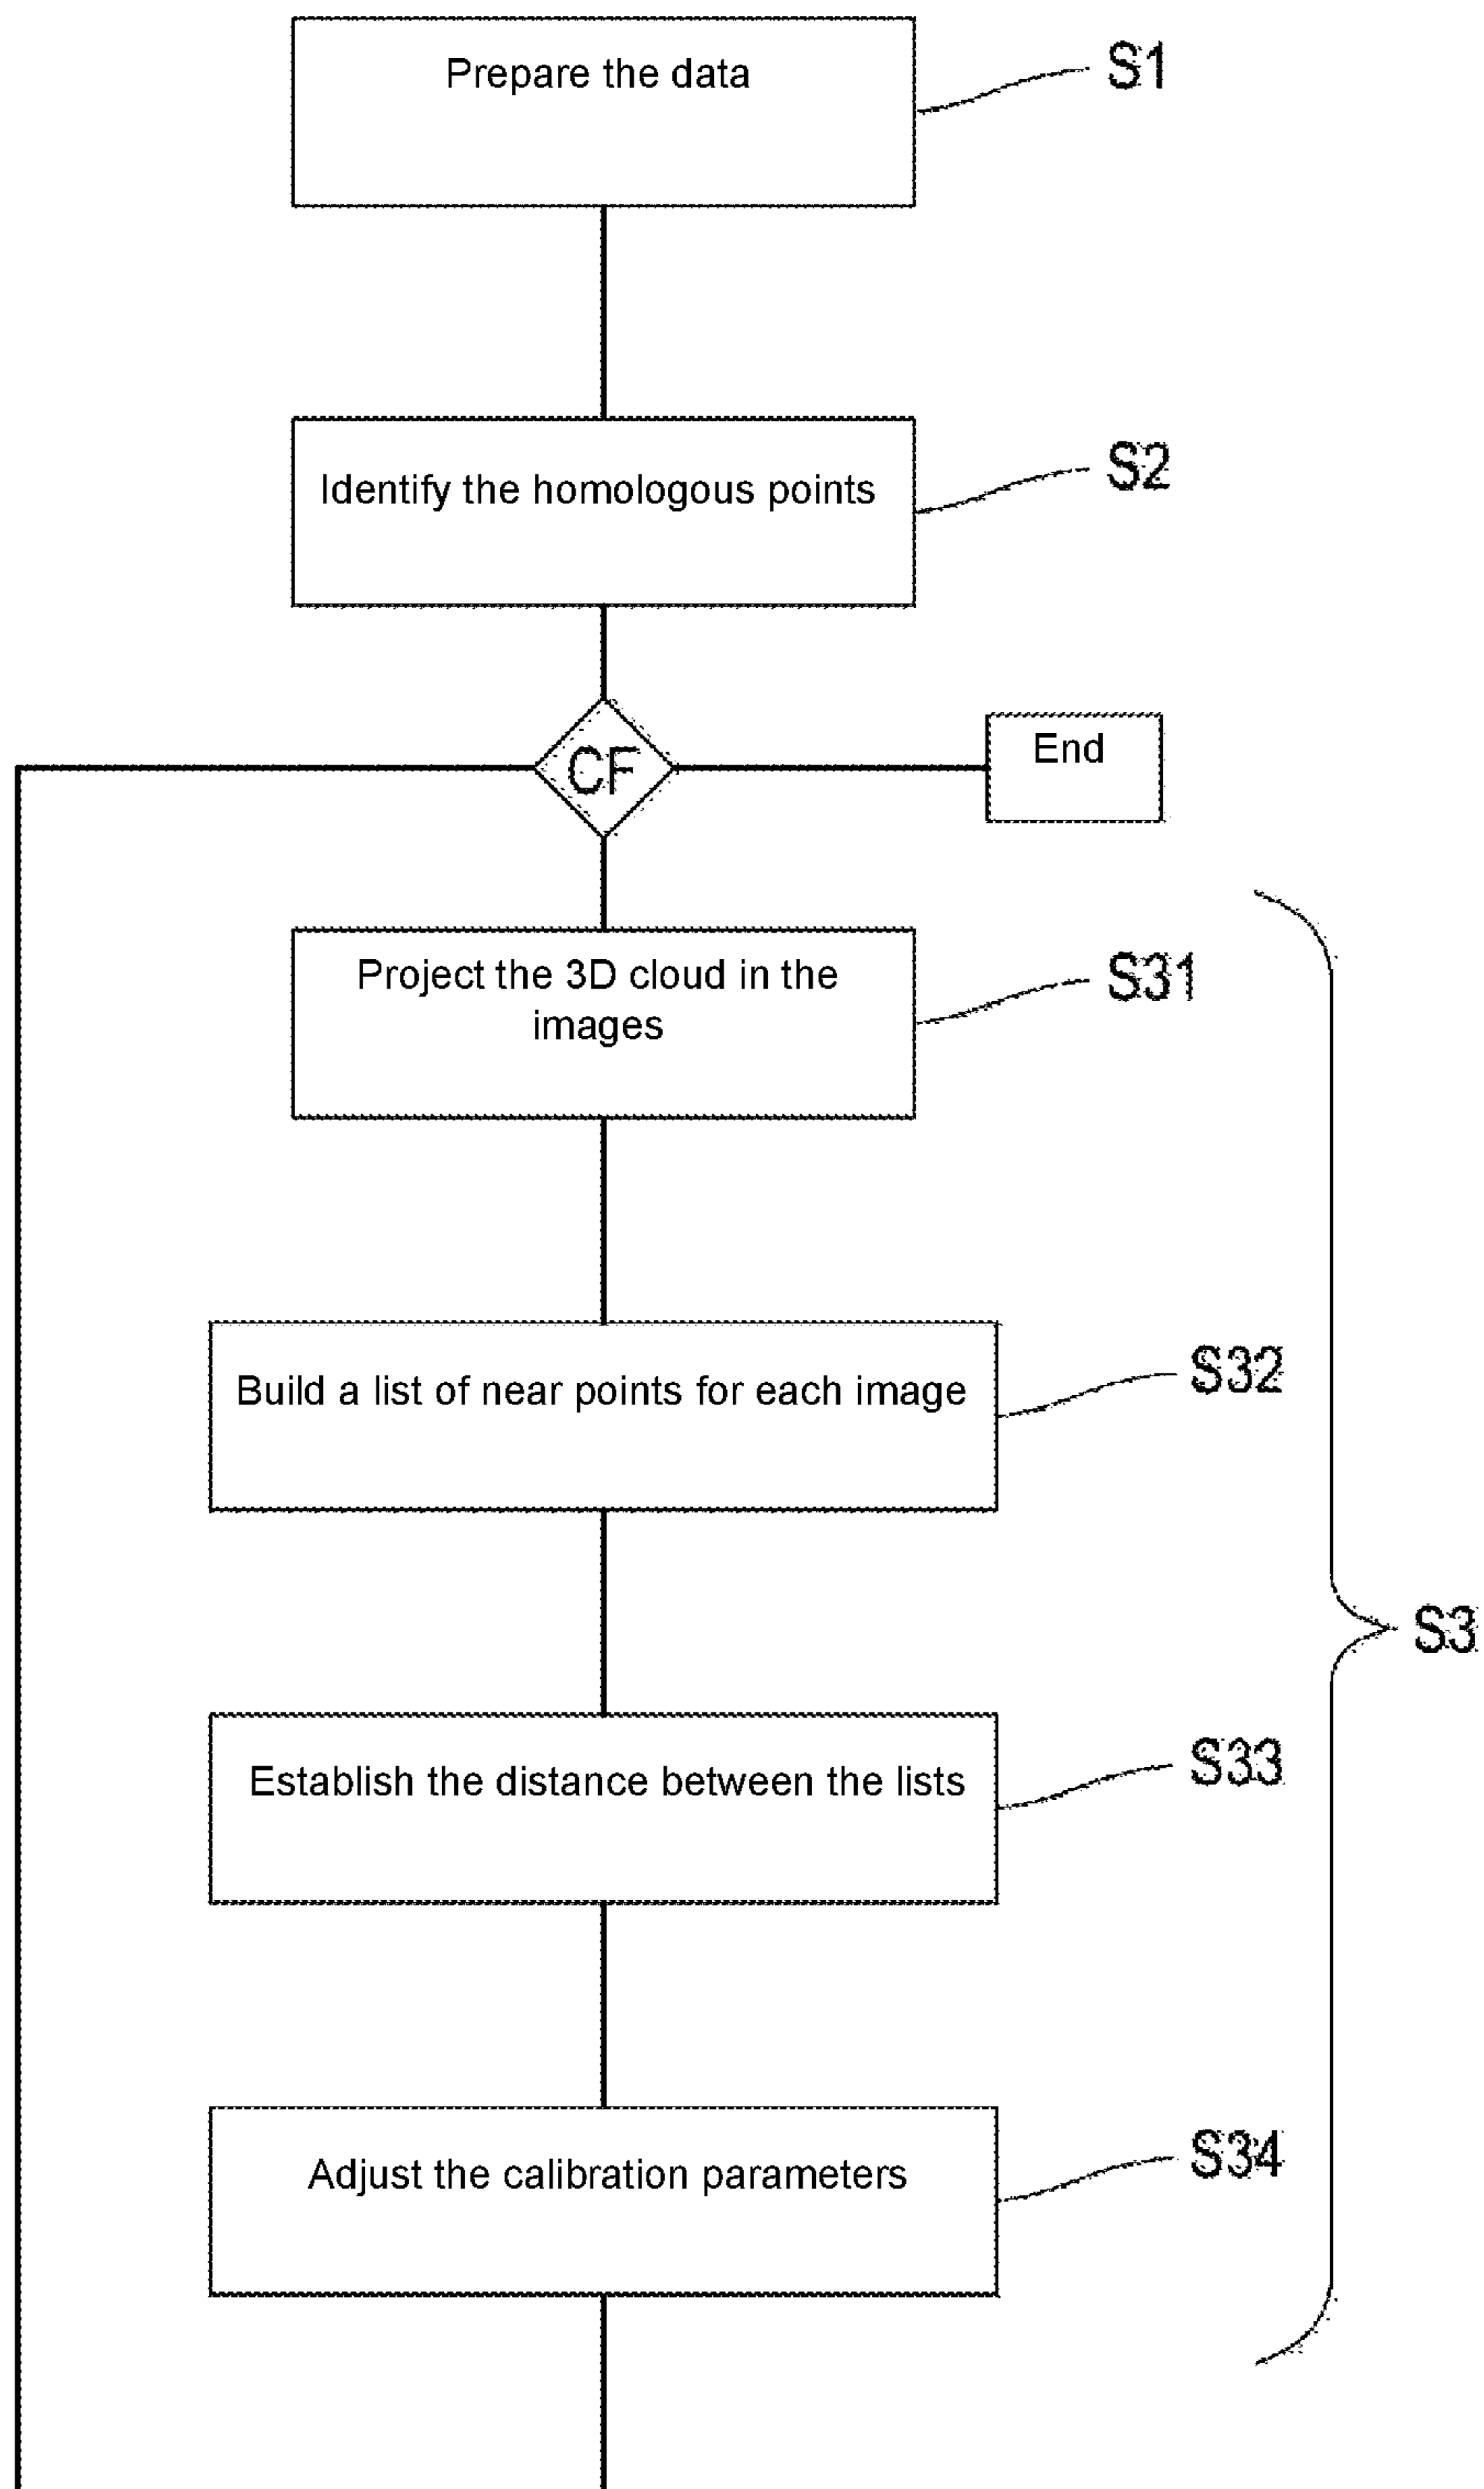 Prepare the data
S1
Identify the homologous points
S2
CF
End
Project the 3D cloud in the
images
S31
Build a list of near points for each image
S32
S3
Establish the distance between the lists
S33
Adjust the calibration parameters
S34